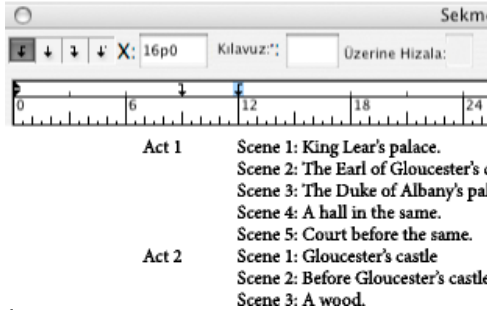 Sekme
X: 16p0 Kılavuz: Üzerine Hizala:
0 6 12 18 24
Act 1 Scene 1: King Lear's palace.
Scene 2: The Earl of Gloucester's
Scene 3: The Duke of Albany's
Scene 4: A hall in the same.
Scene 5: Court before the same.
Act 2 Scene 1: Gloucester's castle
Scene 2: Before Gloucester's castle
Scene 3: A wood.